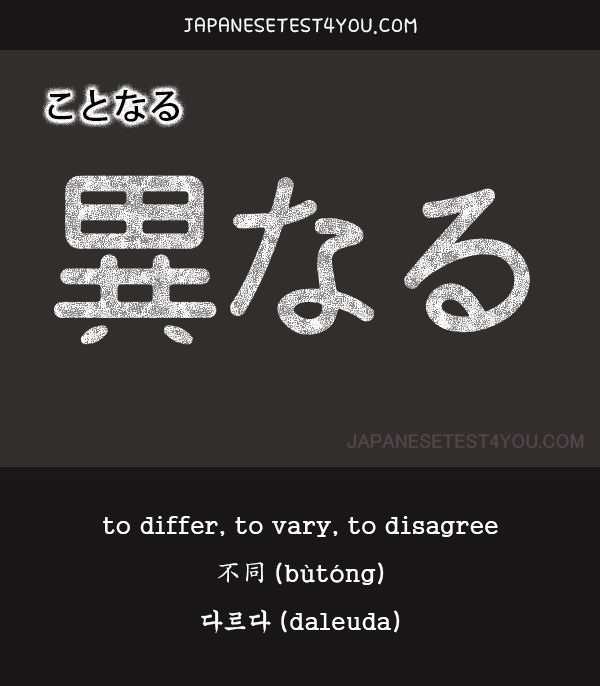 JAPANESETEST4YOU.COM
ことなる
異なる
JAPANESETEST4YOU.COM
to differ, to vary, to disagree
不同 (bùtóng)
다르다 (daleuda)